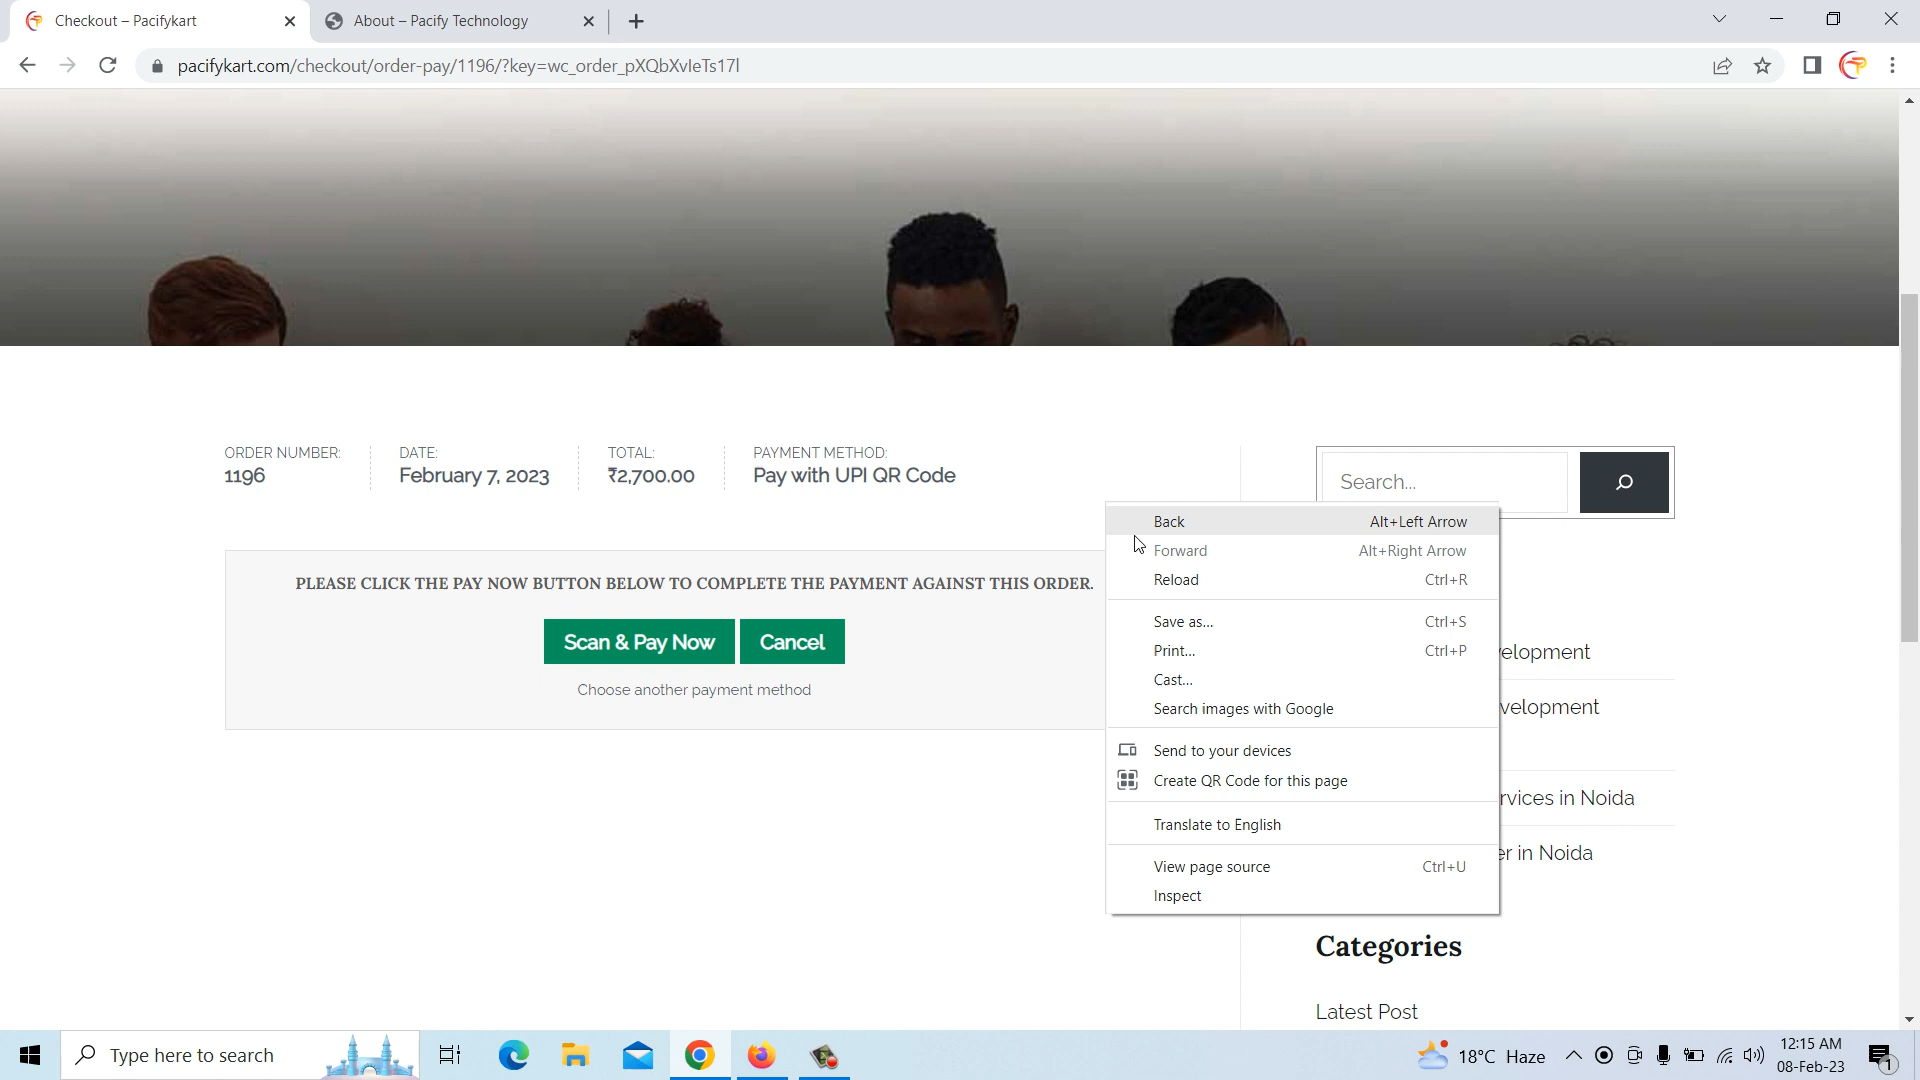 Checkout – Pacifykart
About – Pacify Technology
pacifykart.com/checkout/order-pay/1196/?key=wc_order_pXQbXvleTs17l
ORDER NUMBER:
1196
DATE:
February 7, 2023
TOTAL:
₹2,700.00
PAYMENT METHOD:
Pay with UPI QR Code
Search...
PLEASE CLICK THE PAY NOW BUTTON BELOW TO COMPLETE THE PAYMENT AGAINST THIS ORDER.
Scan & Pay Now
Cancel
Choose another payment method
Back Alt+Left Arrow
Forward Alt+Right Arrow
Reload Ctrl+R
Save as... Ctrl+S
Print... Ctrl+P
Cast...
Search images with Google
Send to your devices
Create QR Code for this page
Translate to English
View page source Ctrl+U
Inspect
velopment
velopment
rvices in Noida
er in Noida
Categories
Latest Post
Type here to search
18°C Haze
12:15 AM
08-Feb-23
1